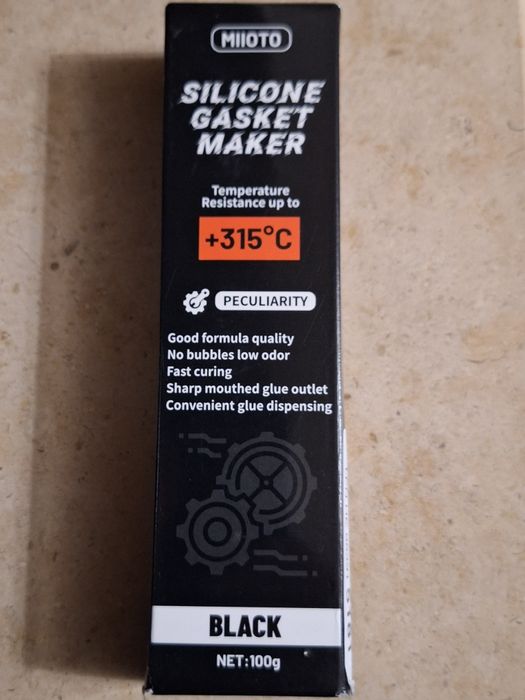 MIIOTO
SILICONE
GASKET
MAKER
Temperature
Resistance up to
+315°C
PECULIARITY
Good formula quality
No bubbles low odor
Fast curing
Sharp mouthed glue outlet
Convenient glue dispensing
BLACK
NET:100g